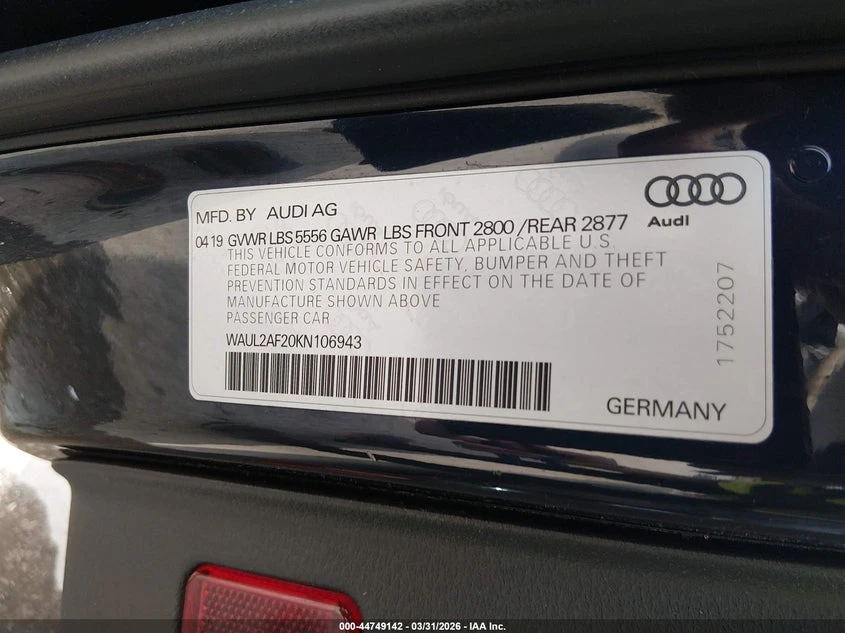 MFD. BY AUDI AG
Audi
0419 GVWR LBS 5556 GAWR LBS FRONT 2800 /REAR 2877
THIS VEHICLE CONFORMS TO ALL APPLICABLE U.S.
FEDERAL MOTOR VEHICLE SAFETY, BUMPER AND THEFT
PREVENTION STANDARDS IN EFFECT ON THE DATE OF
MANUFACTURE SHOWN ABOVE
PASSENGER CAR
WAUL2AF20KN106943
1752207
GERMANY
000-44749142 - 03/31/2026 - IAA Inc.